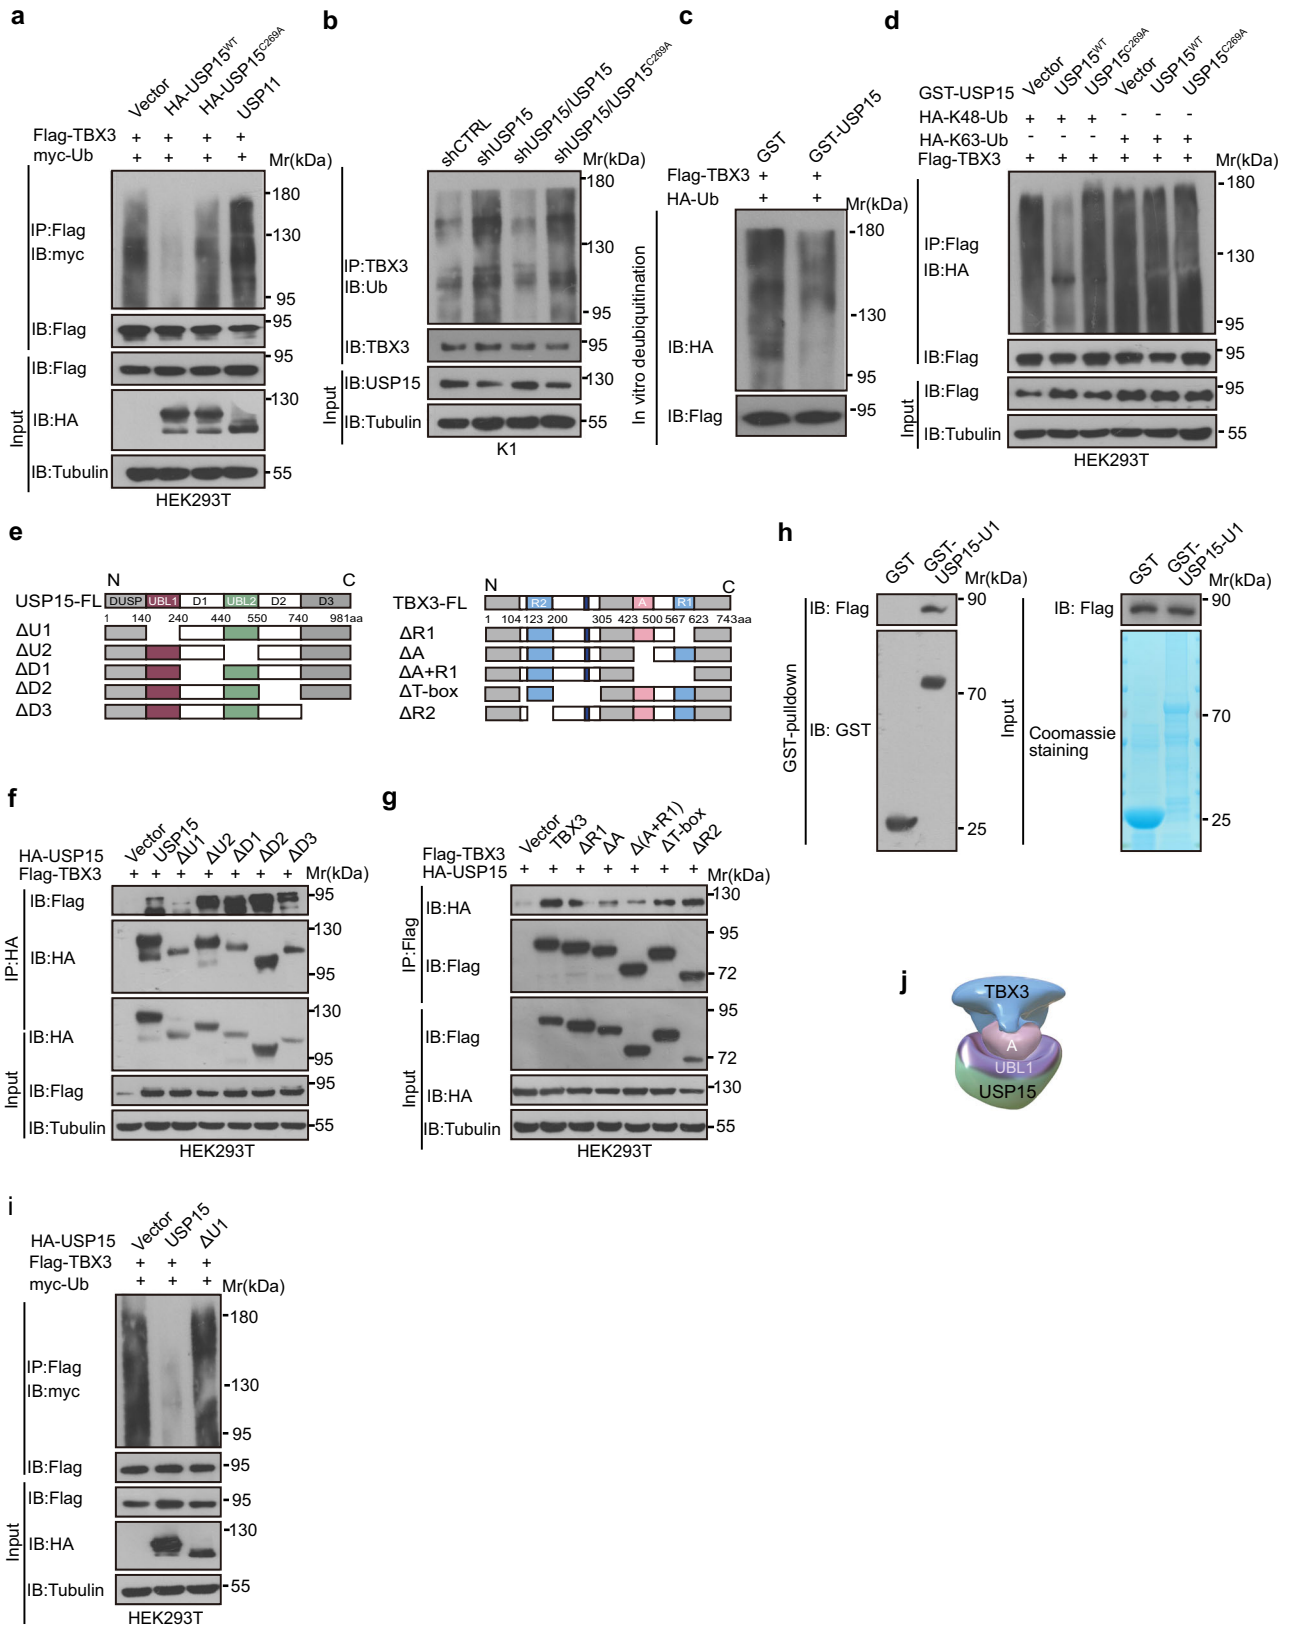 a
Vector
HA-USP15WT
HA-USP15C269A
USP11
Flag-TBX3 + + + +
myc-Ub + + + +
Mr(kDa)
IP:Flag
IB:myc
180
130
95
IB:Flag
95
Input
IB:Flag
95
IB:HA
130
IB:Tubulin
55
HEK293T
b
shCTRL
shUSP15
shUSP15/USP15
shUSP15/USP15C269A
Mr(kDa)
IP:TBX3
IB:Ub
180
130
95
IB:TBX3
95
Input
IB:USP15
130
IB:Tubulin
55
K1
c
GST
GST-USP15
Flag-TBX3 + +
HA-Ub + +
Mr(kDa)
In vitro deubiquitination
IB:HA
180
130
95
IB:Flag
95
d
GST-USP15
Vector
USP15WT
USP15C269A
Vector
USP15WT
USP15C269A
HA-K48-Ub + + + - - -
HA-K63-Ub - - - + + +
Flag-TBX3 + + + + + +
Mr(kDa)
IP:Flag
IB:HA
180
130
95
IB:Flag
95
Input
IB:Flag
95
IB:Tubulin
55
HEK293T
e
N C
USP15-FL DUSP UBL1 D1 UBL2 D2 D3
1 140 240 440 550 740 981aa
ΔU1
ΔU2
ΔD1
ΔD2
ΔD3
N C
TBX3-FL R2 A R1
1 104 123 200 305 423 500 567 623 743aa
ΔR1
ΔA
ΔA+R1
ΔT-box
ΔR2
h
GST
GST-
USP15-U1
Mr(kDa)
GST-pulldown
IB: Flag
90
IB: GST
70
25
GST
GST-
USP15-U1
Mr(kDa)
Input
IB: Flag
90
Coomassie
staining
70
25
f
HA-USP15
Vector
USP15
ΔU1
ΔU2
ΔD1
ΔD2
ΔD3
Flag-TBX3 + + + + + + +
Mr(kDa)
IP:HA
IB:Flag
95
IB:HA
130
95
Input
IB:HA
130
95
IB:Flag
95
IB:Tubulin
55
HEK293T
g
Flag-TBX3
Vector
TBX3
ΔR1
ΔA
Δ(A+R1)
ΔT-box
ΔR2
HA-USP15 + + + + + + +
Mr(kDa)
IP:Flag
IB:HA
130
IB:Flag
95
72
Input
IB:Flag
95
72
IB:HA
130
IB:Tubulin
55
HEK293T
j
TBX3
A
UBL1
USP15
i
HA-USP15
Vector
USP15
ΔU1
Flag-TBX3 + + +
myc-Ub + + +
Mr(kDa)
IP:Flag
IB:myc
180
130
95
IB:Flag
95
Input
IB:Flag
95
IB:HA
130
IB:Tubulin
55
HEK293T